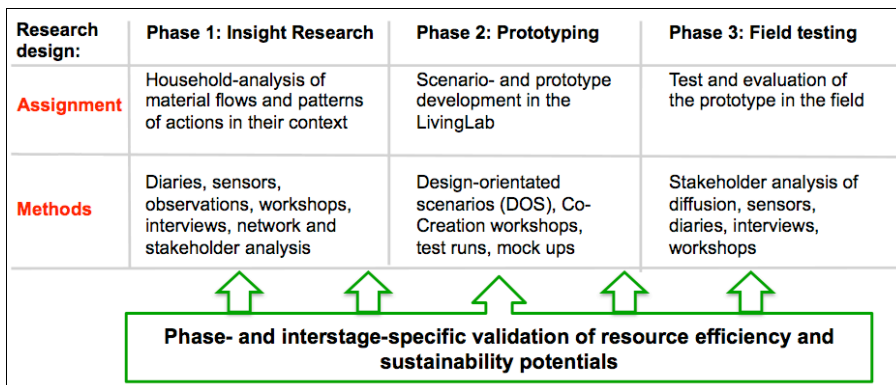 Research design:
Phase 1: Insight Research
Phase 2: Prototyping
Phase 3: Field testing
Assignment
Household-analysis of
material flows and patterns
of actions in their context
Scenario- and prototype
development in the
LivingLab
Test and evaluation of
the prototype in the field
Methods
Diaries, sensors,
observations, workshops,
interviews, network and
stakeholder analysis
Design-orientated
scenarios (DOS), Co-
Creation workshops,
test runs, mock ups
Stakeholder analysis of
diffusion, sensors,
diaries, interviews,
workshops
Phase- and interstage-specific validation of resource efficiency and
sustainability potentials